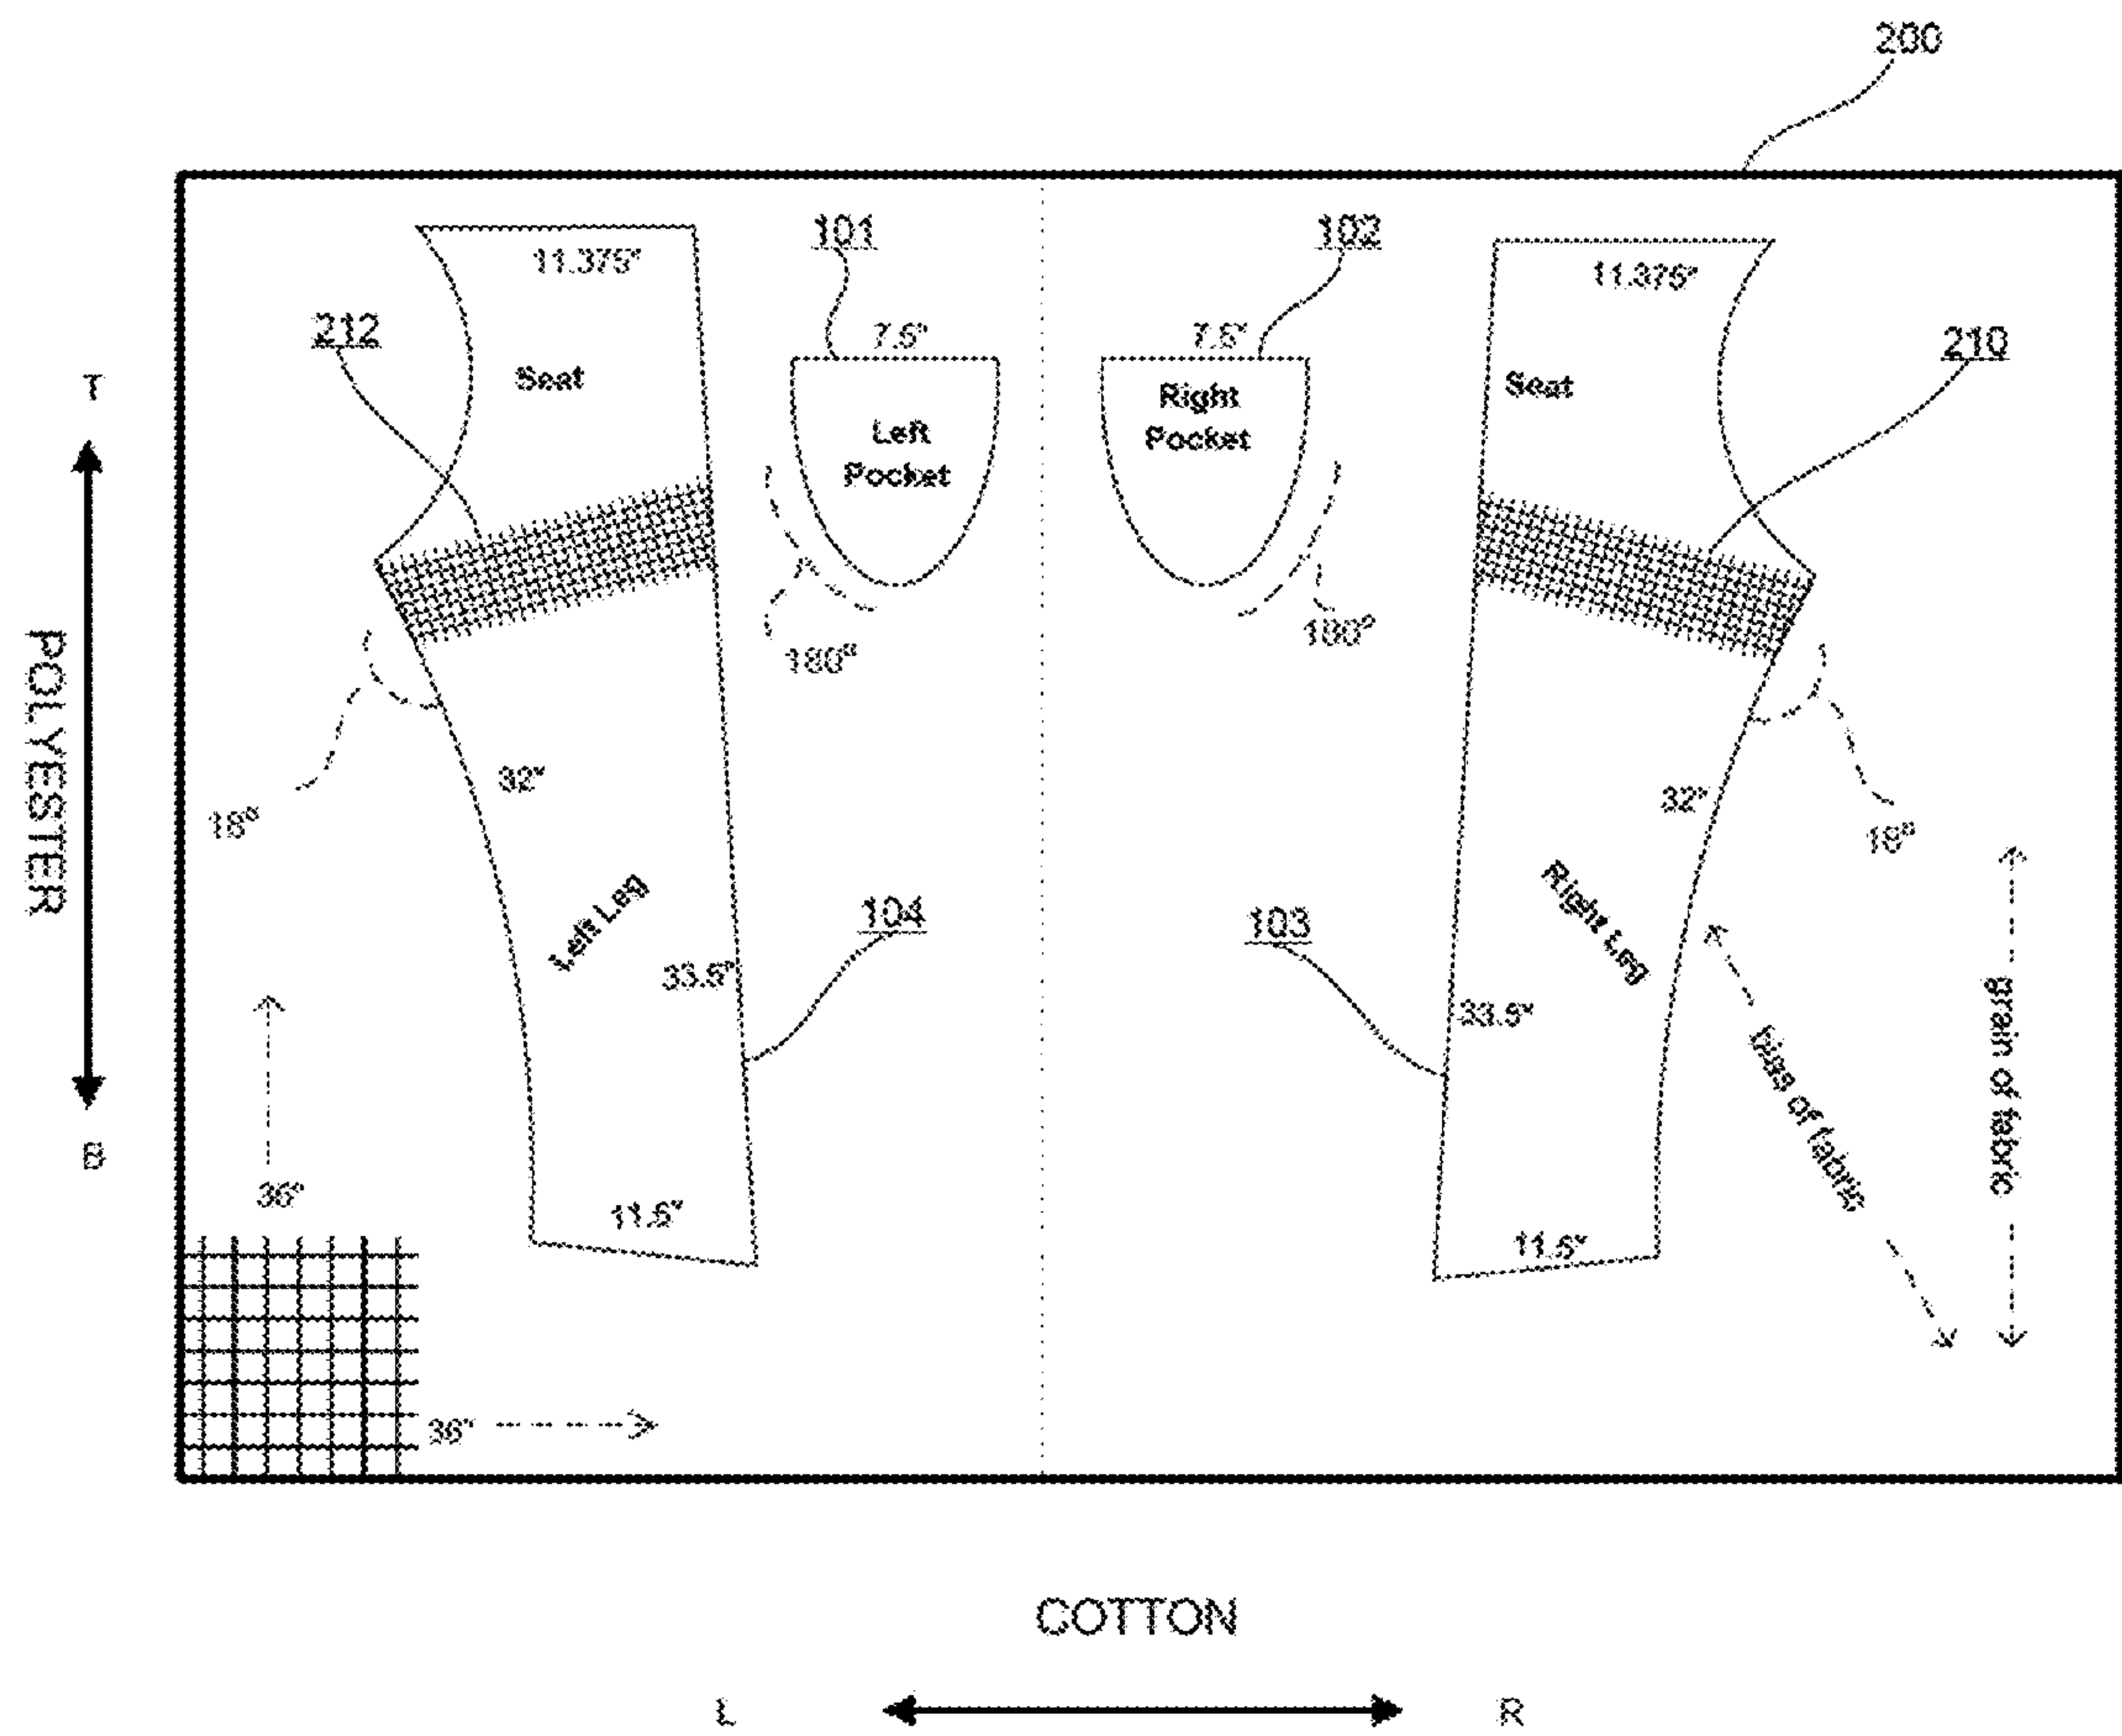 200
101
102
11.375"
11.375"
212
7.5"
7.5"
210
T
Seat
Right
Pocket
Seat
Left
Pocket
180°
180°
POLYESTER
18°
32"
32"
18°
Left Leg
Right Leg
104
103
33.5"
33.5"
grain of fabric
bias of fabric
B
36"
11.5"
11.5"
36"
COTTON
L
R